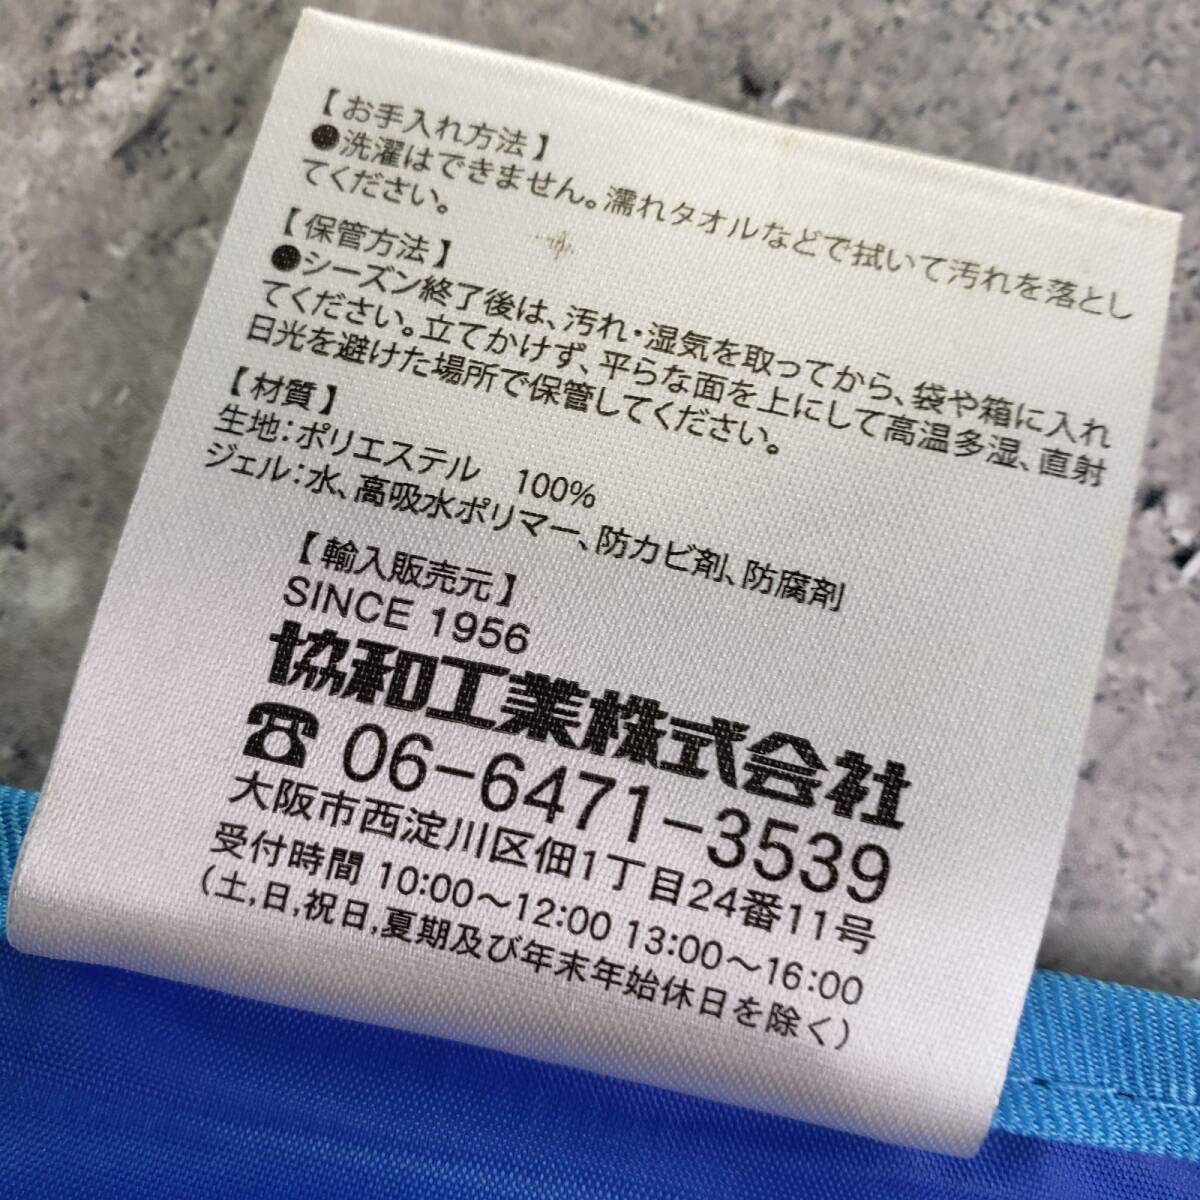 【お手入れ方法】
●洗濯はできません。濡れタオルなどで拭いて汚れを落とし
てください。
【保管方法】
●シーズン終了後は、汚れ・湿気を取ってから、袋や箱に入れ
てください。立てかけず、平らな面を上にして高温多湿、直射
日光を避けた場所で保管してください。
【材質】
生地:ポリエステル 100%
ジェル:水、高吸水ポリマー、防カビ剤、防腐剤
【輸入販売元】
SINCE 1956
協和工業株式会社
☎06-6471-3539
大阪市西淀川区佃1丁目24番11号
受付時間 10:00～12:00 13:00～16:00
(土,日,祝日,夏期及び年末年始休日を除く)